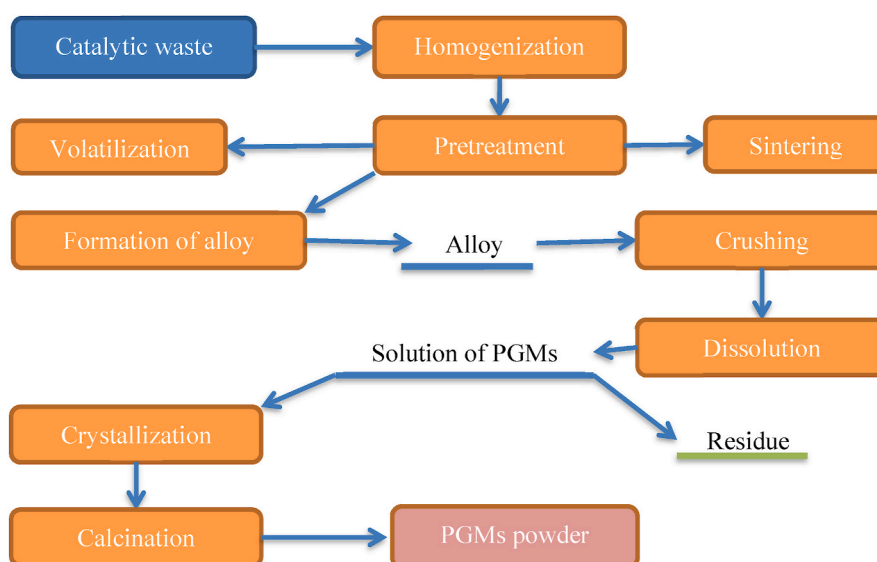 Catalytic waste
Homogenization
Volatilization
Pretreatment
Sintering
Formation of alloy
Alloy
Crushing
Solution of PGMs
Dissolution
Crystallization
Residue
Calcination
PGMs powder